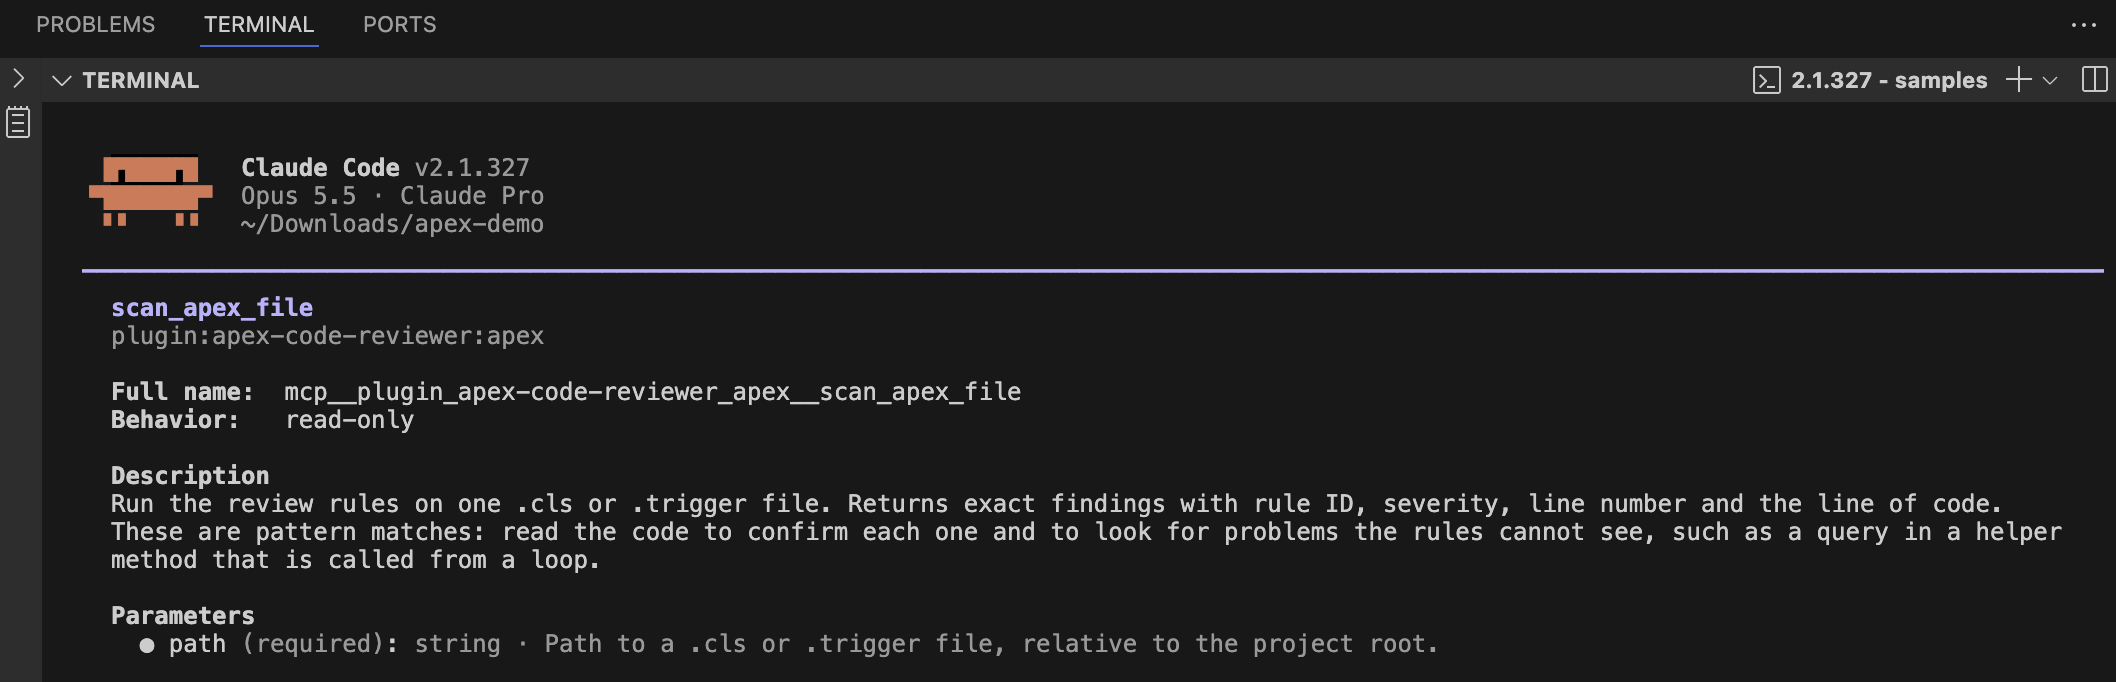 PROBLEMS TERMINAL PORTS
TERMINAL 2.1.327 - samples
Claude Code v2.1.327
Opus 5.5 · Claude Pro
~/Downloads/apex-demo
scan_apex_file
plugin:apex-code-reviewer:apex
Full name: mcp__plugin_apex-code-reviewer_apex__scan_apex_file
Behavior: read-only
Description
Run the review rules on one .cls or .trigger file. Returns exact findings with rule ID, severity, line number and the line of code.
These are pattern matches: read the code to confirm each one and to look for problems the rules cannot see, such as a query in a helper
method that is called from a loop.
Parameters
● path (required): string · Path to a .cls or .trigger file, relative to the project root.